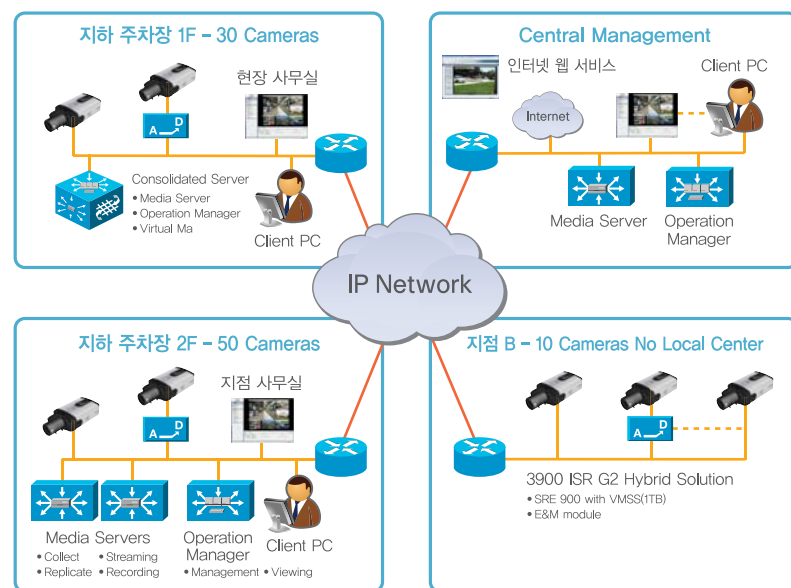 지하 주차장 1F - 30 Cameras
현장 사무실
A D
Consolidated Server
• Media Server
• Operation Manager
• Virtual Ma
Client PC
Central Management
인터넷 웹 서비스
Client PC
Internet
Media Server
Operation
Manager
IP Network
지하 주차장 2F - 50 Cameras
지점 사무실
A D
Media Servers
• Collect • Streaming
• Replicate • Recording
Operation
Manager
• Management
Client PC
• Viewing
지점 B - 10 Cameras No Local Center
A D
3900 ISR G2 Hybrid Solution
• SRE 900 with VMSS(1TB)
• E&M module